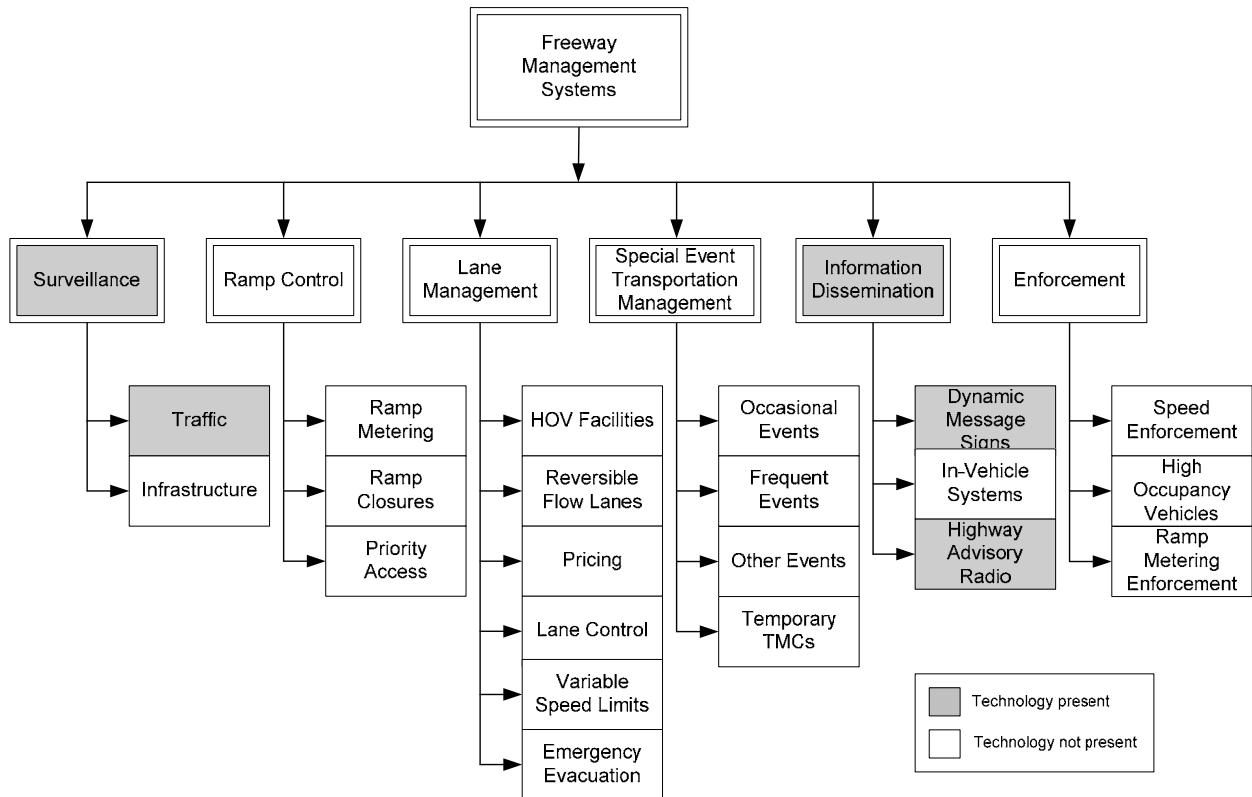 Freeway
Management
Systems
Surveillance
Ramp Control
Lane
Management
Special Event
Transportation
Management
Information
Dissemination
Enforcement
Traffic
Infrastructure
Ramp
Metering
Ramp
Closures
Priority
Access
HOV Facilities
Reversible
Flow Lanes
Pricing
Lane Control
Variable
Speed Limits
Emergency
Evacuation
Occasional
Events
Frequent
Events
Other Events
Temporary
TMCs
Dynamic
Message
Signs
In-Vehicle
Systems
Highway
Advisory
Radio
Speed
Enforcement
High
Occupancy
Vehicles
Ramp
Metering
Enforcement
Technology present
Technology not present